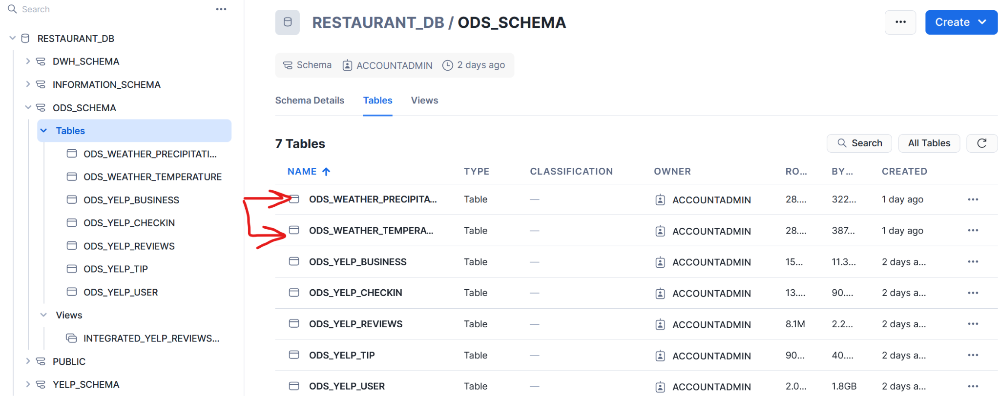 Search
RESTAURANT_DB
DWH_SCHEMA
INFORMATION_SCHEMA
ODS_SCHEMA
Tables
ODS_WEATHER_PRECIPITATI...
ODS_WEATHER_TEMPERATURE
ODS_YELP_BUSINESS
ODS_YELP_CHECKIN
ODS_YELP_REVIEWS
ODS_YELP_TIP
ODS_YELP_USER
Views
INTEGRATED_YELP_REVIEWS...
PUBLIC
YELP_SCHEMA
RESTAURANT_DB / ODS_SCHEMA
Create
Schema ACCOUNTADMIN 2 days ago
Schema Details Tables Views
7 Tables
Search All Tables
NAME TYPE CLASSIFICATION OWNER RO... BY... CREATED
ODS_WEATHER_PRECIPITA... Table — ACCOUNTADMIN 28.... 322... 1 day ago
ODS_WEATHER_TEMPERA... Table — ACCOUNTADMIN 28.... 387... 1 day ago
ODS_YELP_BUSINESS Table — ACCOUNTADMIN 15... 11.3... 2 days a...
ODS_YELP_CHECKIN Table — ACCOUNTADMIN 13.... 90.... 2 days a...
ODS_YELP_REVIEWS Table — ACCOUNTADMIN 8.1M 2.2... 2 days a...
ODS_YELP_TIP Table — ACCOUNTADMIN 90... 40.... 2 days a...
ODS_YELP_USER Table — ACCOUNTADMIN 2.0... 1.8GB 2 days a...